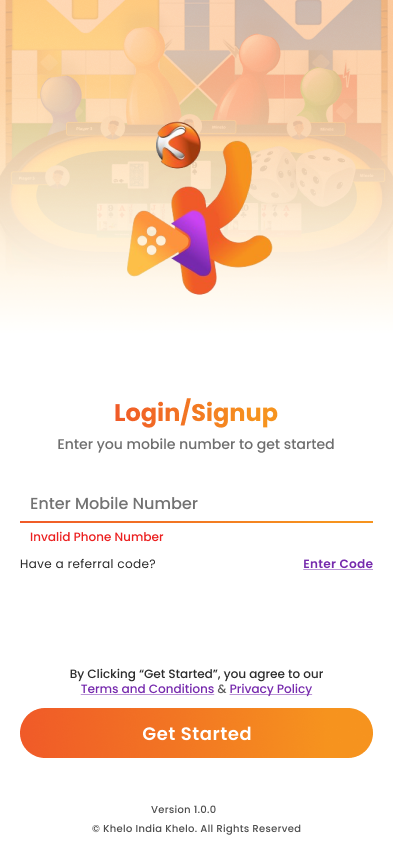 Login/Signup
Enter you mobile number to get started
Enter Mobile Number
Invalid Phone Number
Have a referral code?
Enter Code
By Clicking “Get Started”, you agree to our
Terms and Conditions & Privacy Policy
Get Started
Version 1.0.0
© Khelo India Khelo. All Rights Reserved